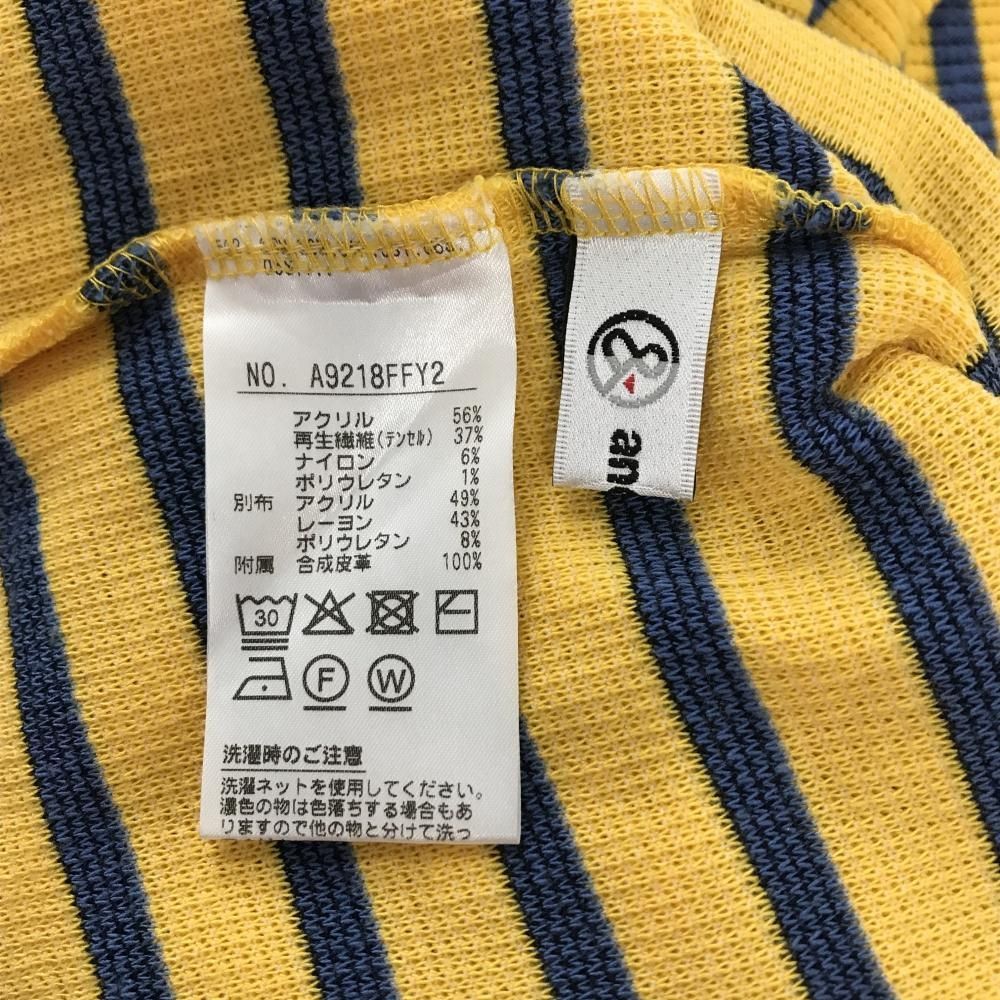 NO. A9218FFY2
アクリル 56%
再生繊維(テンセル) 37%
ナイロン 6%
ポリウレタン 1%
別布 アクリル 49%
レーヨン 43%
ポリウレタン 8%
附属 合成皮革 100%
30
F W
洗濯時のご注意
洗濯ネットを使用してください。
濃色の物は色落ちする場合もあ
りますので他の物と分けて洗っ
an